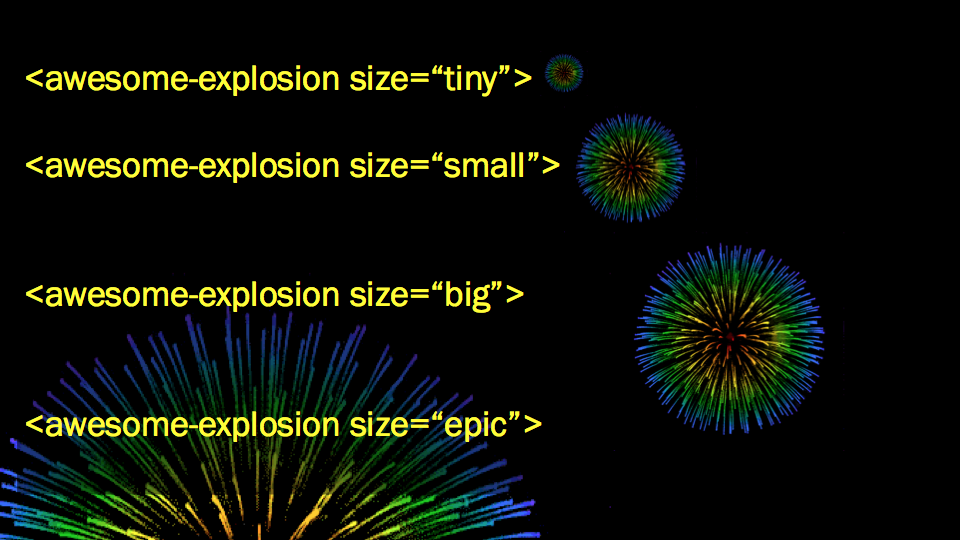 <awesome-explosion size=“tiny”>
<awesome-explosion size=“small”>
<awesome-explosion size=“big”>
<awesome-explosion size=“epic”>